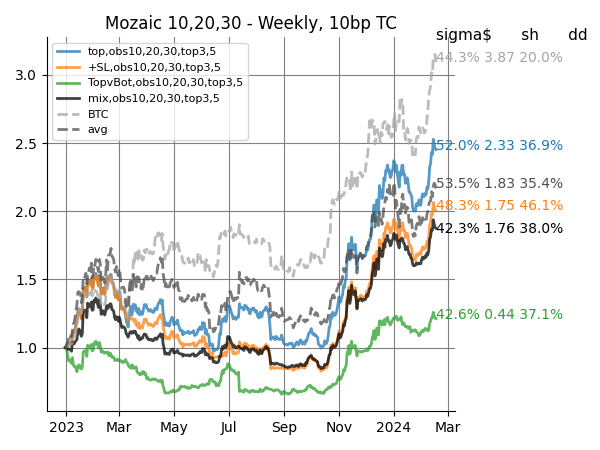 Mozaic 10,20,30 - Weekly, 10bp TC
sigma$ sh dd
top,obs10,20,30,top3,5
+SL,obs10,20,30,top3,5
TopvBot,obs10,20,30,top3,5
mix,obs10,20,30,top3,5
BTC
avg
44.3% 3.87 20.0%
52.0% 2.33 36.9%
53.5% 1.83 35.4%
48.3% 1.75 46.1%
42.3% 1.76 38.0%
42.6% 0.44 37.1%
3.0
2.5
2.0
1.5
1.0
2023 Mar May Jul Sep Nov 2024 Mar